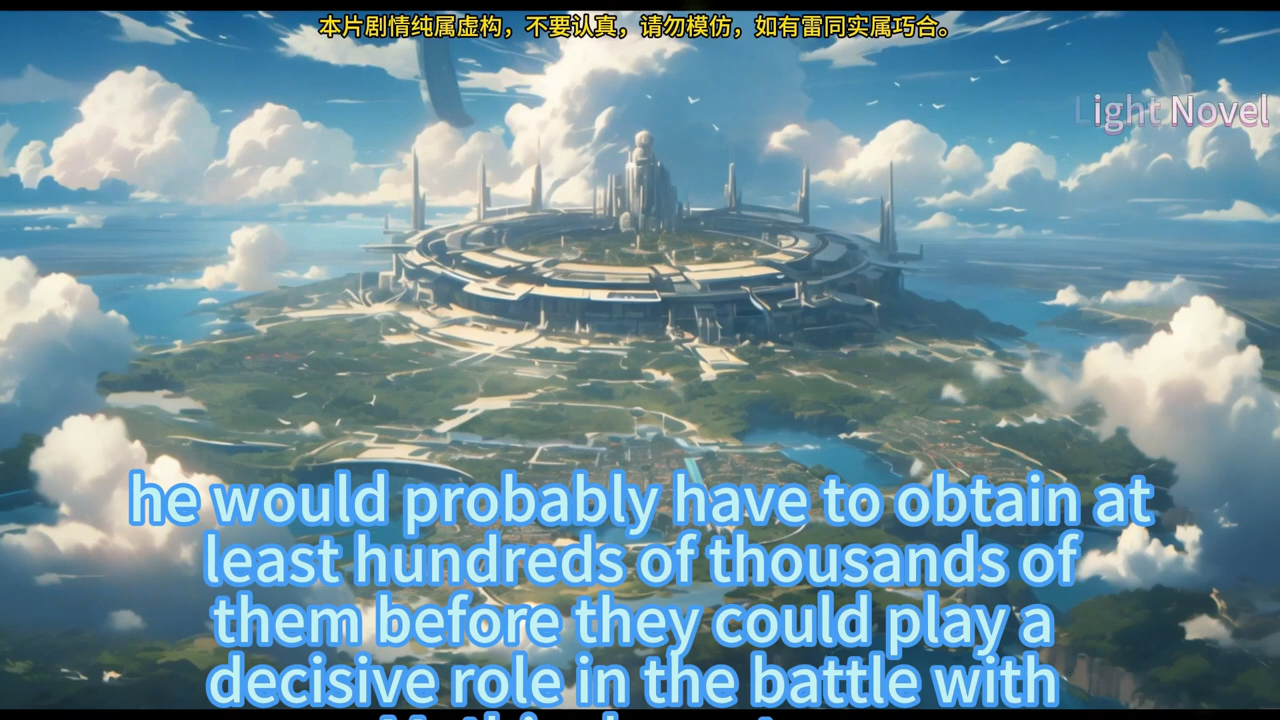 本片剧情纯属虚构，不要认真，请勿模仿，如有雷同实属巧合。
Light Novel
he would probably have to obtain at
least hundreds of thousands of
them before they could play a
decisive role in the battle with